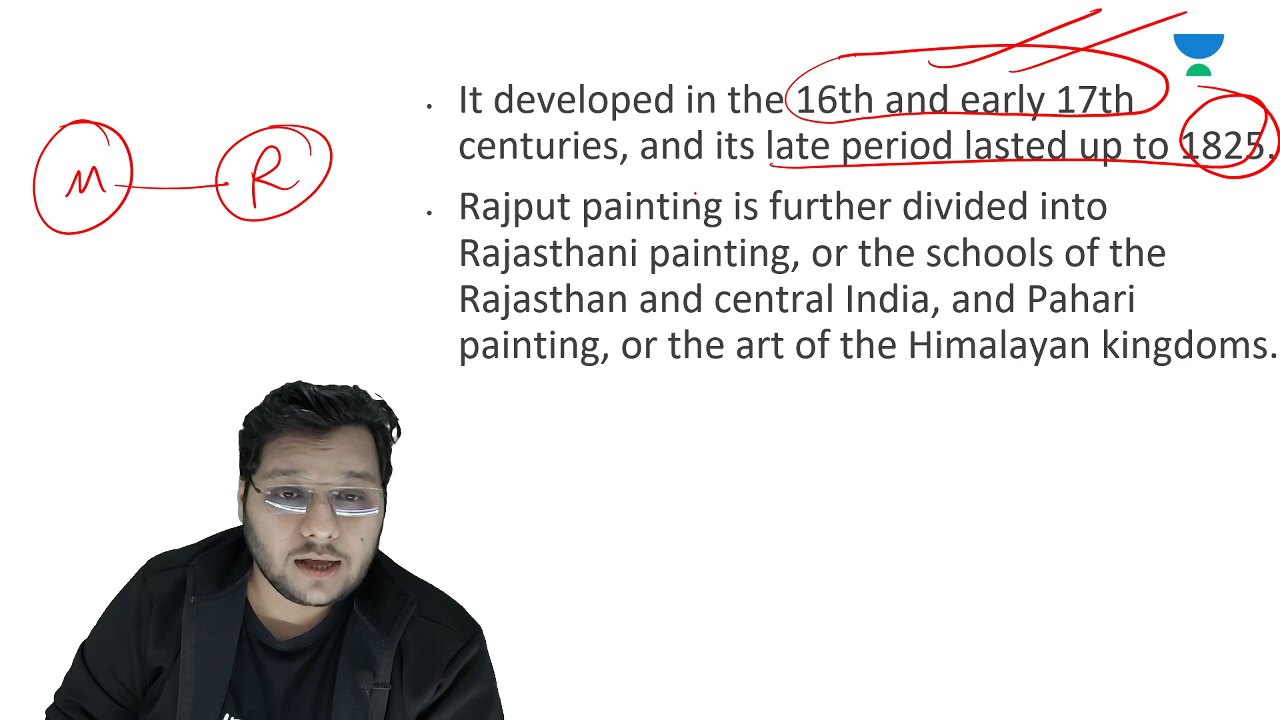 M R
• It developed in the 16th and early 17th
centuries, and its late period lasted up to 1825.
• Rajput painting is further divided into
Rajasthani painting, or the schools of the
Rajasthan and central India, and Pahari
painting, or the art of the Himalayan kingdoms.